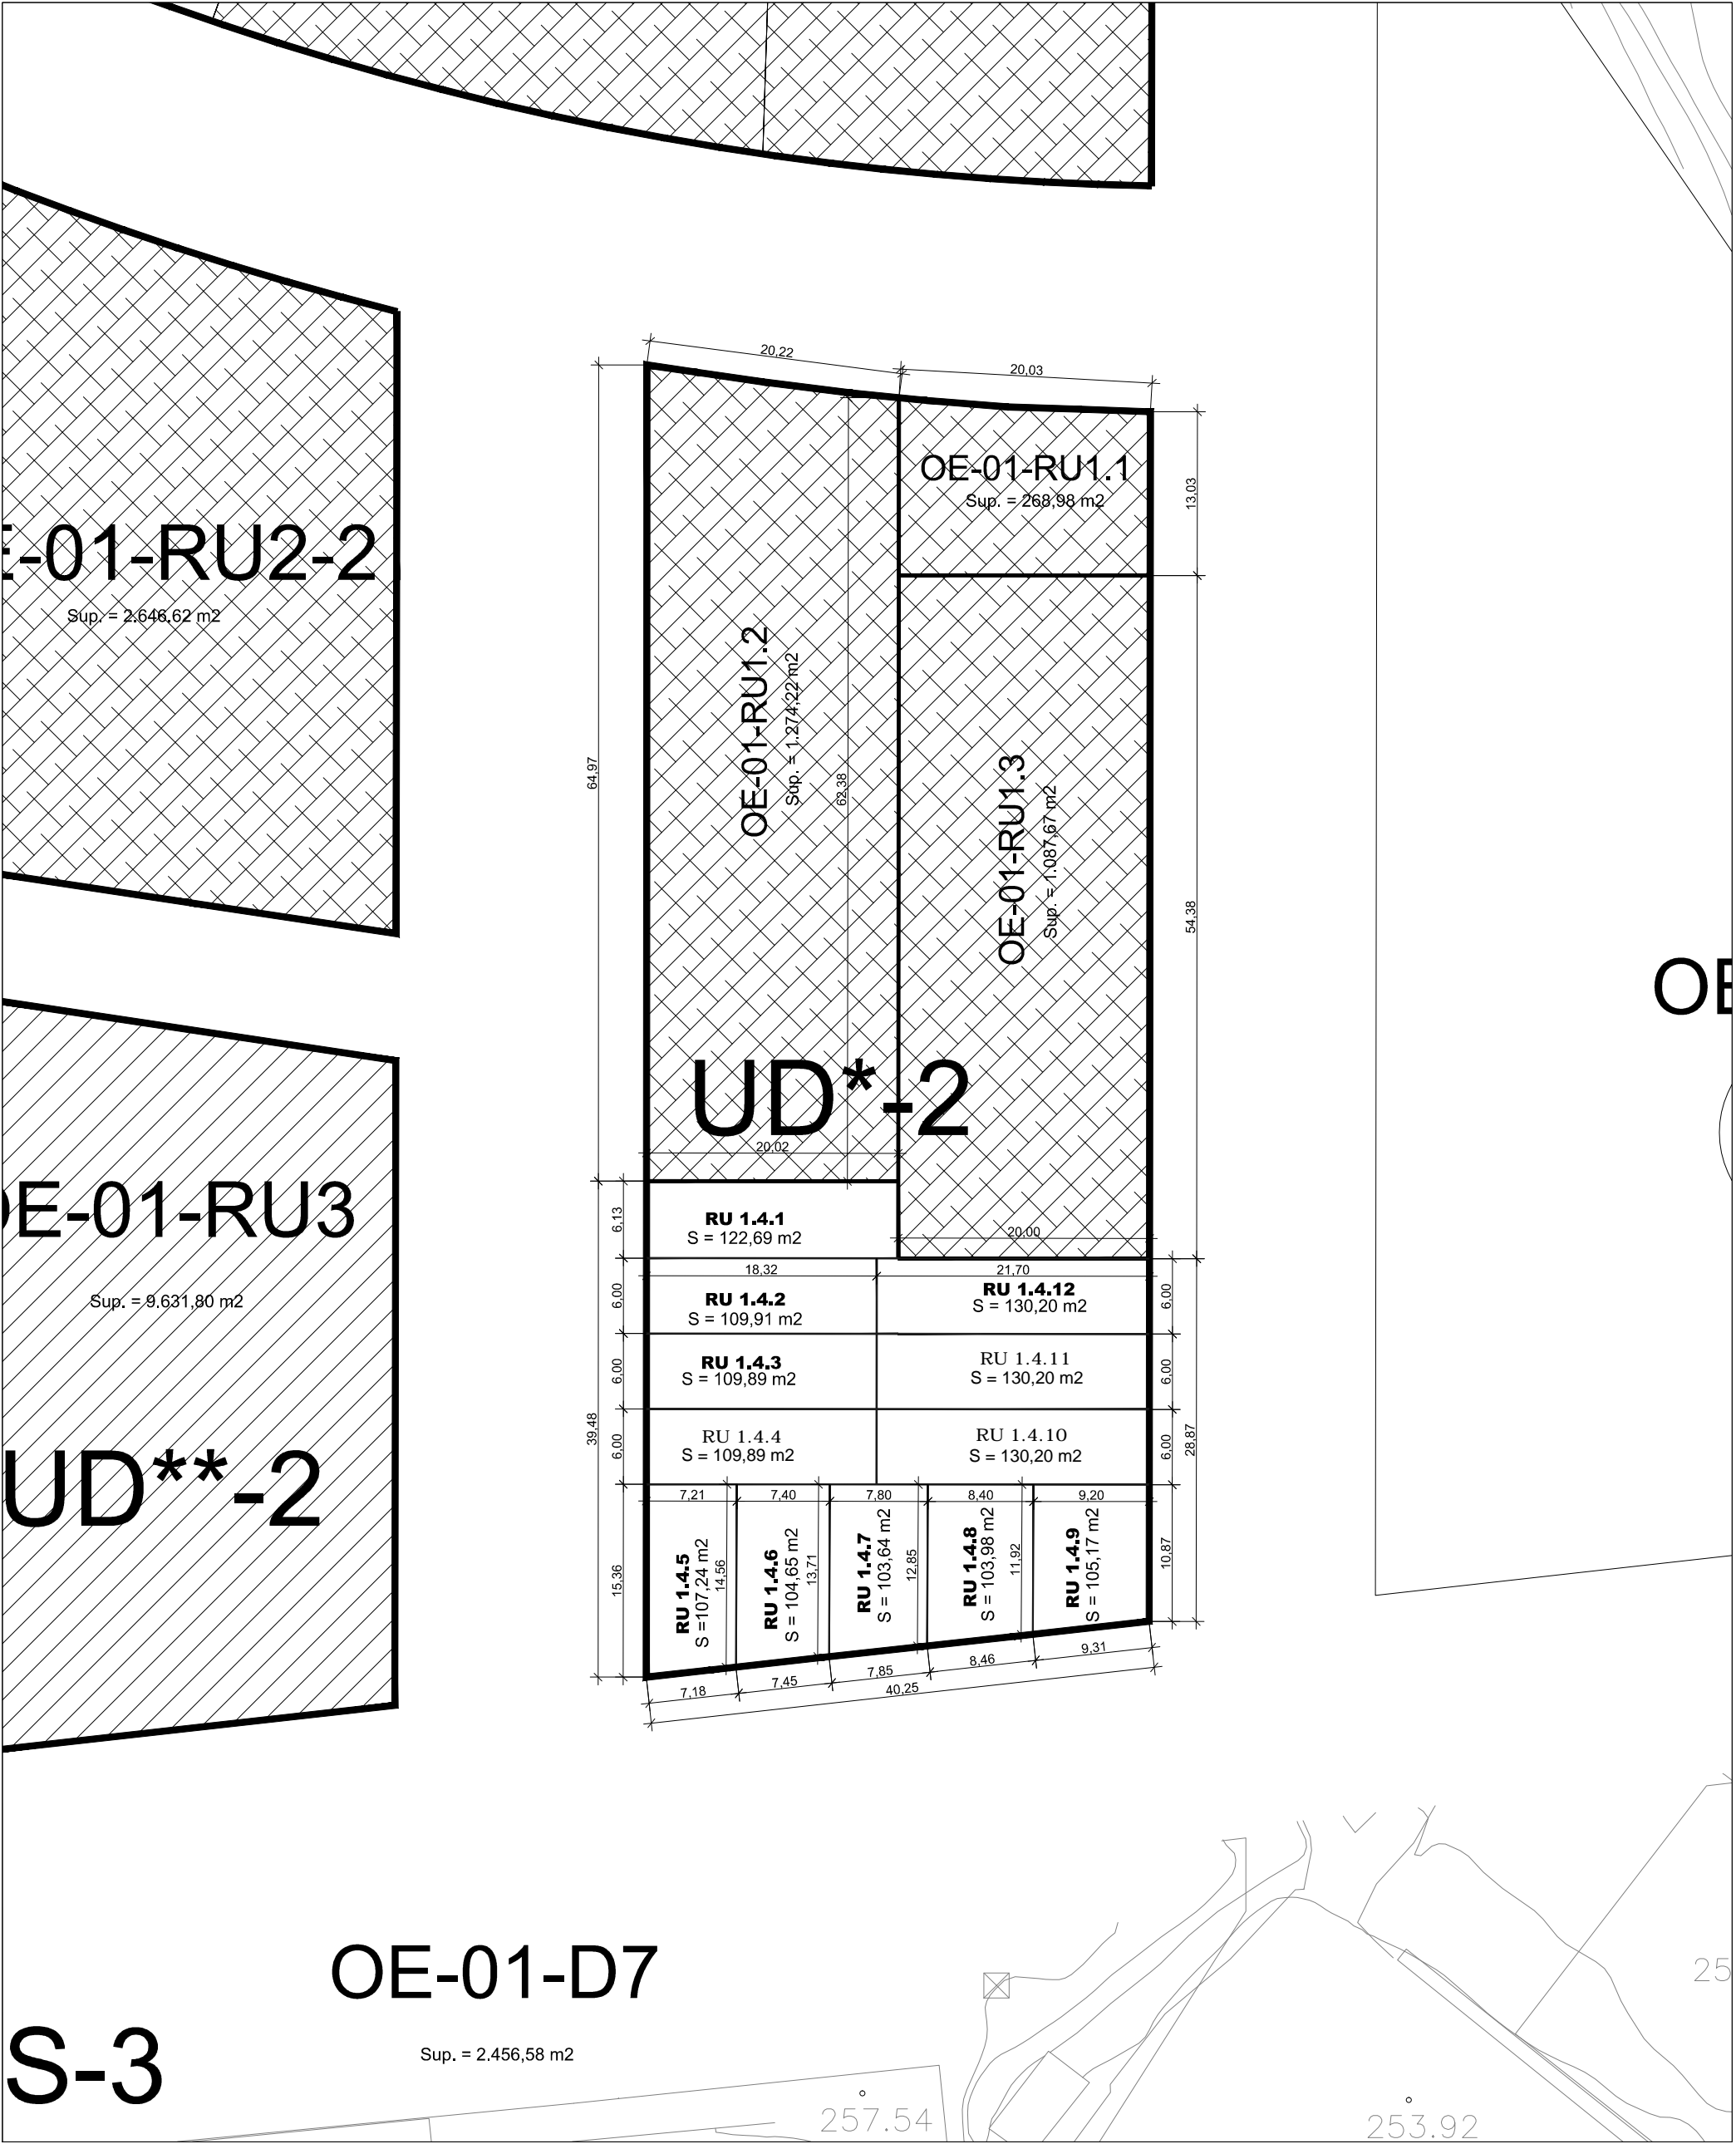 20,22
20,03
OE-01-RU1.1
Sup. = 268,98 m2
13,03
E-01-RU2-2
Sup. = 2.646,62 m2
OE-01-RU1.2
Sup. = 1.274,22 m2
62,38
64,97
OE-01-RU1.3
Sup. = 1.087,67 m2
54,38
OE
UD*-2
20,02
OE-01-RU3
Sup. = 9.631,80 m2
UD**-2
6,13
RU 1.4.1
S = 122,69 m2
20,00
18,32
21,70
6,00
RU 1.4.2
S = 109,91 m2
RU 1.4.12
S = 130,20 m2
6,00
6,00
RU 1.4.3
S = 109,89 m2
RU 1.4.11
S = 130,20 m2
6,00
39,48
6,00
RU 1.4.4
S = 109,89 m2
RU 1.4.10
S = 130,20 m2
6,00
28,87
7,21
7,40
7,80
8,40
9,20
15,36
RU 1.4.5
S =107,24 m2
14,56
RU 1.4.6
S = 104,65 m2
13,71
RU 1.4.7
S = 103,64 m2
12,85
RU 1.4.8
S = 103,98 m2
11,92
RU 1.4.9
S = 105,17 m2
10,87
7,18
7,45
7,85
8,46
9,31
40,25
OE-01-D7
Sup. = 2.456,58 m2
S-3
257.54
253.92
25